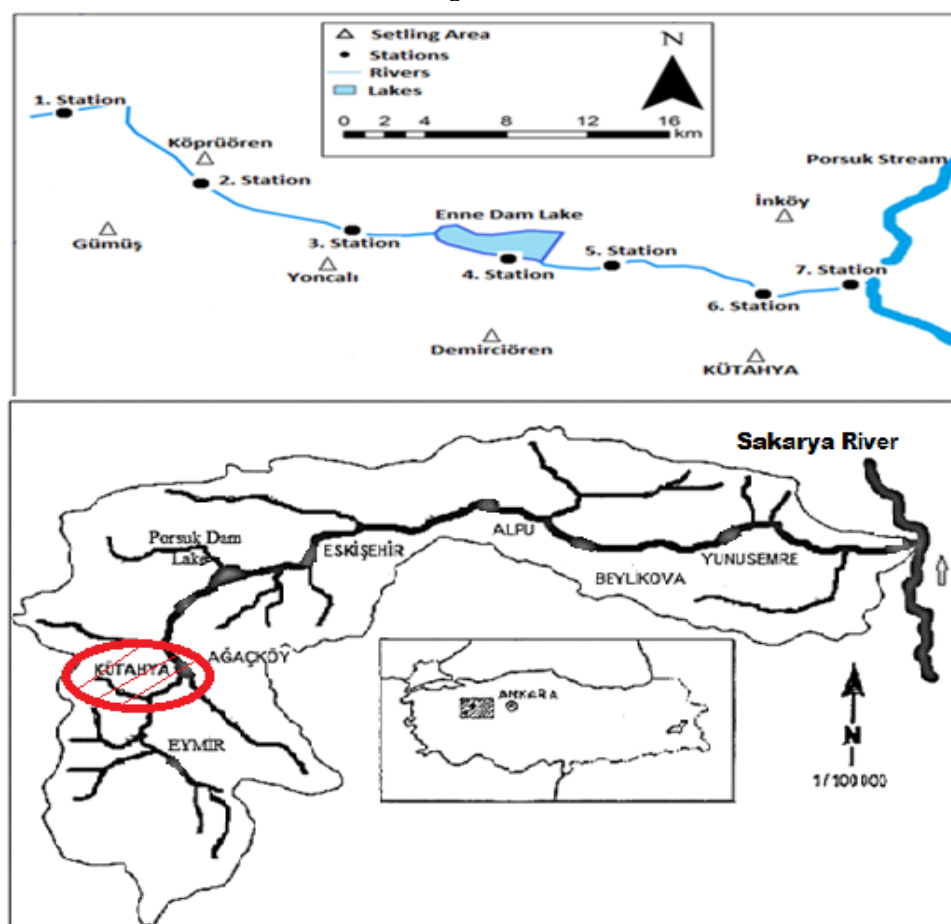 Setling Area
Stations
Rivers
Lakes
N
0 2 4 8 12 16
km
1. Station
Köprüören
2. Station
Porsuk Stream
İnköy
Enne Dam Lake
Gümüş
3. Station
Yoncalı
5. Station
4. Station
7. Station
6. Station
Demirciören
KÜTAHYA
Sakarya River
Porsuk Dam
Lake
ESKİŞEHİR
ALPU
YUNUSEMRE
BEYLİKOVA
KÜTAHYA
AĞAÇKÖY
EYMİR
ANKARA
N
1/100000